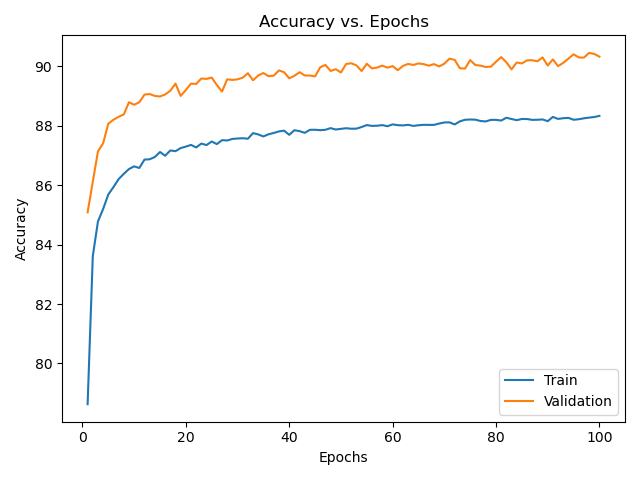 Accuracy vs. Epochs
90
88
86
84
82
80
Accuracy
0 20 40 60 80 100
Epochs
Train
Validation